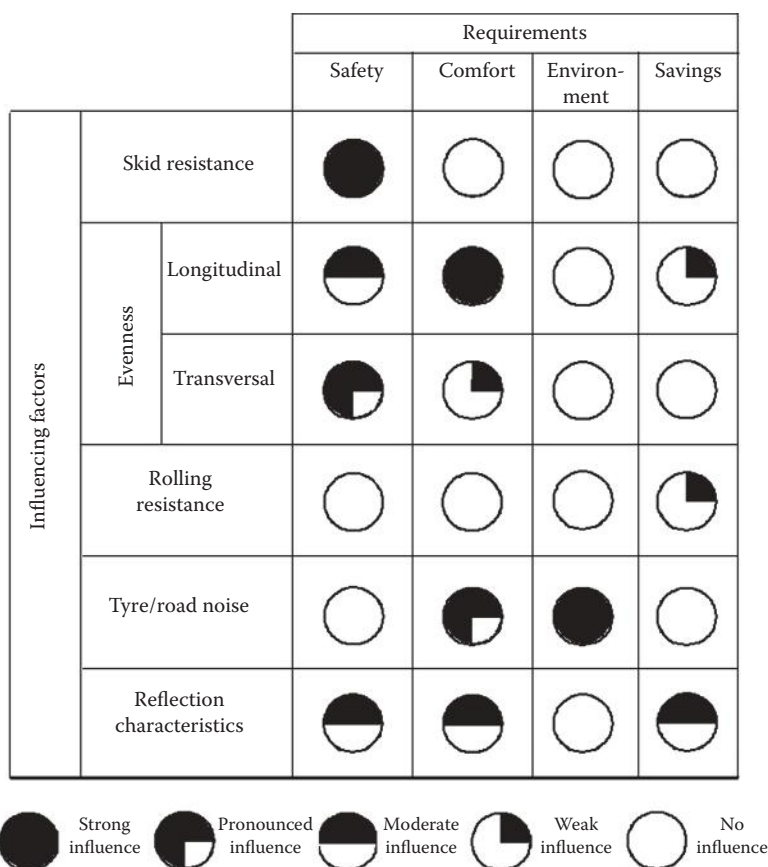 Requirements
Safety
Comfort
Environ-
ment
Savings
Influencing factors
Skid resistance
Evenness
Longitudinal
Transversal
Rolling
resistance
Tyre/road noise
Reflection
characteristics
Strong
influence
Pronounced
influence
Moderate
influence
Weak
influence
No
influence